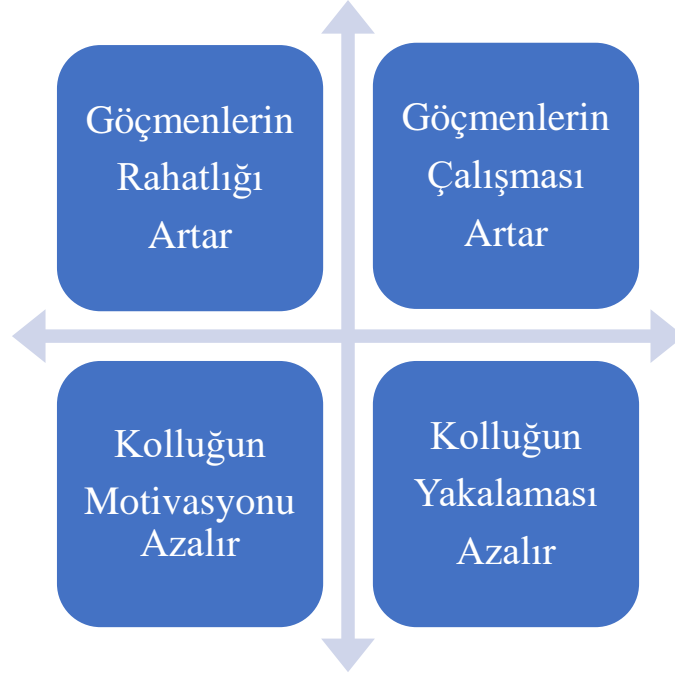 Göçmenlerin
Rahatlığı
Artar
Göçmenlerin
Çalışması
Artar
Kolluğun
Motivasyonu
Azalır
Kolluğun
Yakalaması
Azalır